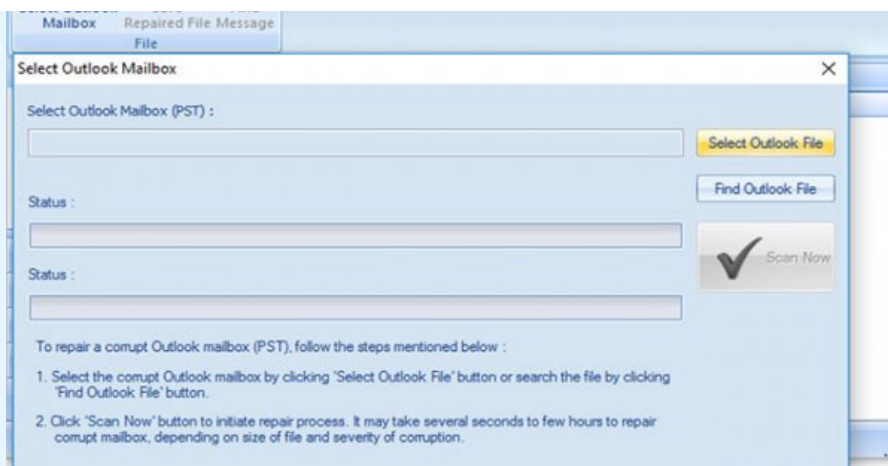 Mailbox Repaired File Message
File
Select Outlook Mailbox
Select Outlook Mailbox (PST) :
Select Outlook File
Find Outlook File
Status :
Scan Now
Status :
To repair a corrupt Outlook mailbox (PST), follow the steps mentioned below :
1. Select the corrupt Outlook mailbox by clicking 'Select Outlook File' button or search the file by clicking
'Find Outlook File' button.
2. Click 'Scan Now' button to initiate repair process. It may take several seconds to few hours to repair
corrupt mailbox, depending on size of file and severity of corruption.